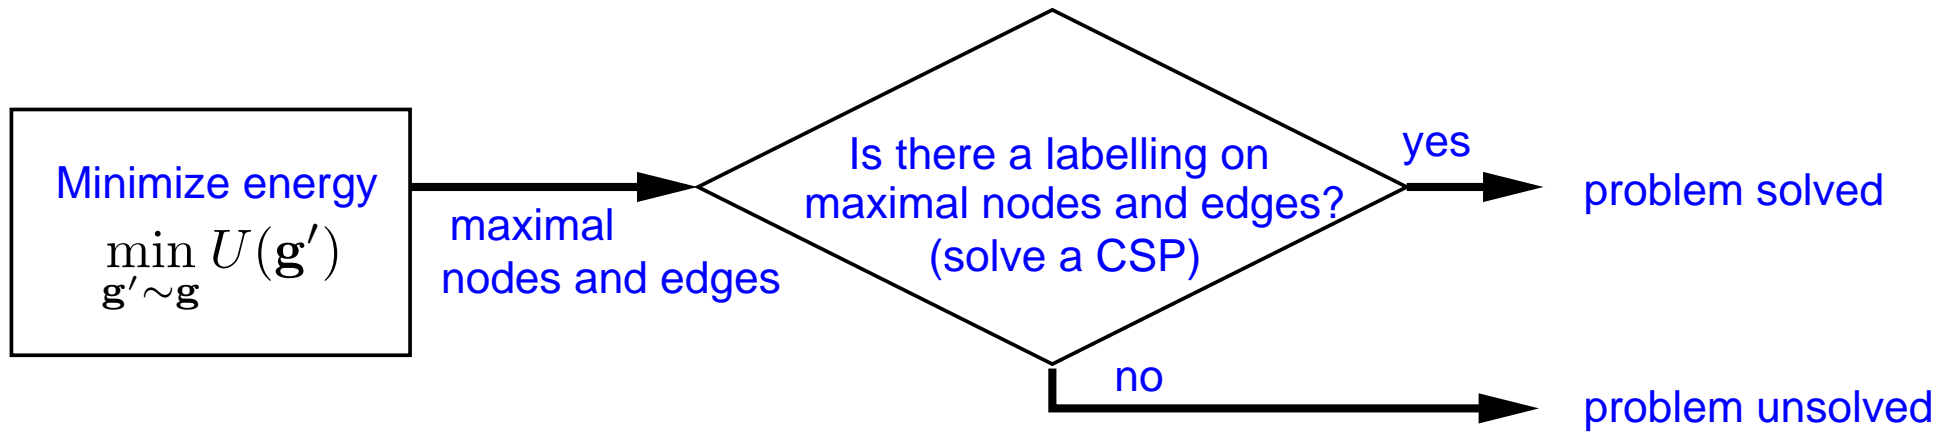 Minimize energy
min U(g′)
g′∼g
maximal
nodes and edges
Is there a labelling on
maximal nodes and edges?
(solve a CSP)
yes
problem solved
no
problem unsolved